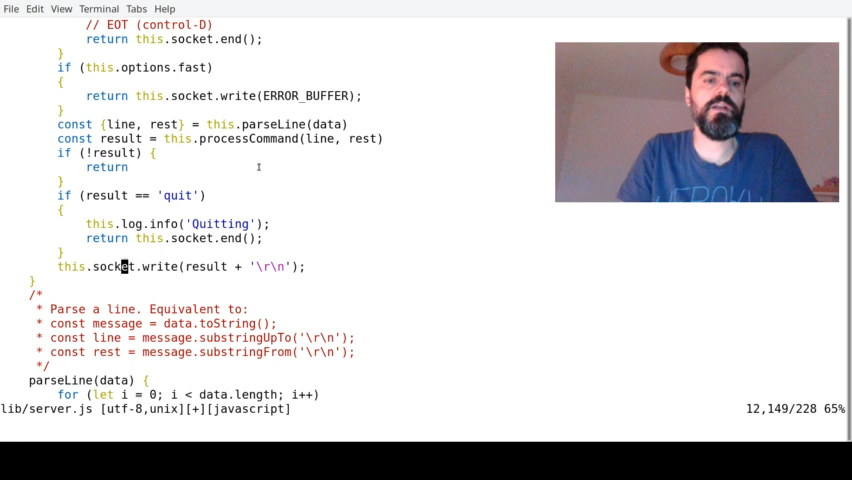 File Edit View Terminal Tabs Help
// EOT (control-D)
return this.socket.end();
}
if (this.options.fast)
{
return this.socket.write(ERROR_BUFFER);
}
const {line, rest} = this.parseLine(data)
const result = this.processCommand(line, rest)
if (!result) {
return
}
if (result == 'quit')
{
this.log.info('Quitting');
return this.socket.end();
}
this.socket.write(result + '\r\n');
}
/*
* Parse a line. Equivalent to:
* const message = data.toString();
* const line = message.substringUpTo('\r\n');
* const rest = message.substringFrom('\r\n');
*/
parseLine(data) {
for (let i = 0; i < data.length; i++)
lib/server.js [utf-8,unix][+][javascript] 12,149/228 65%